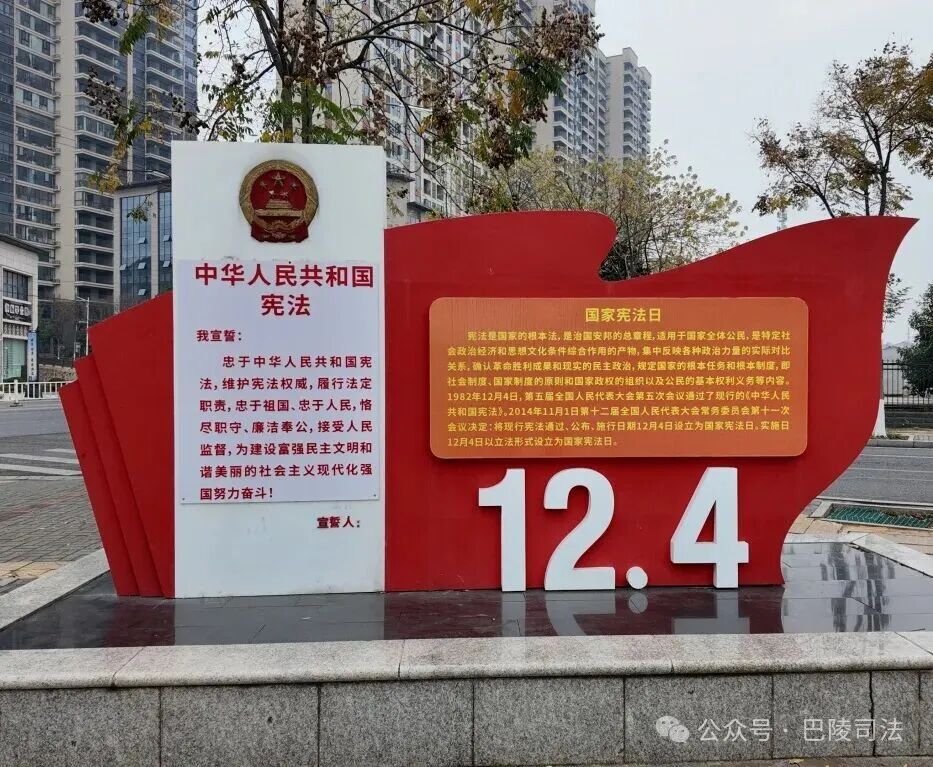 中华人民共和国
宪法
我宣誓：
忠于中华人民共和国宪
法，维护宪法权威，履行法定
职责，忠于祖国、忠于人民，恪
尽职守、廉洁奉公，接受人民
监督，为建设富强民主文明和
谐美丽的社会主义现代化强
国努力奋斗！
宣誓人：
国家宪法日
宪法是国家的根本法，是治国安邦的总章程，适用于国家全体公民，是特定社
会政治经济和思想文化条件综合作用的产物，集中反映各种政治力量的实际对比
关系，确认革命胜利成果和现实的民主政治，规定国家的根本任务和根本制度，即
社会制度、国家制度的原则和国家政权的组织以及公民的基本权利义务等内容。
1982年12月4日，第五届全国人民代表大会第五次会议通过了现行的《中华人民
共和国宪法》。2014年11月1日第十二届全国人民代表大会常务委员会第十一次
会议决定：将现行宪法通过、公布、施行日期12月4日设立为国家宪法日。实施日
12月4日以立法形式设立为国家宪法日。
12.4
公众号·巴陵司法